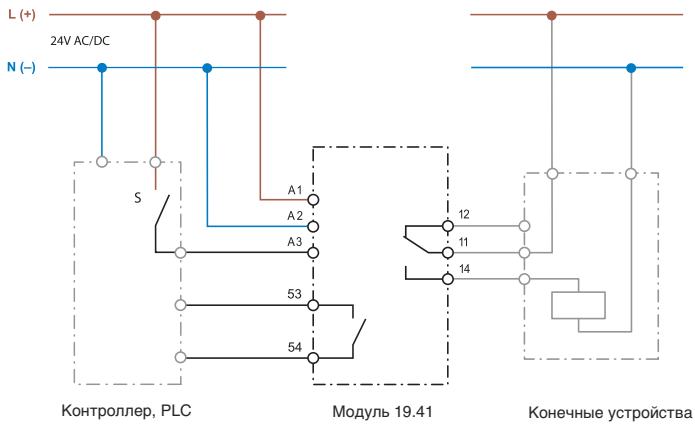 L (+)
24V AC/DC
N (–)
S
A1
A2
A3
12
11
14
53
54
Контроллер, PLC
Модуль 19.41
Конечные устройства